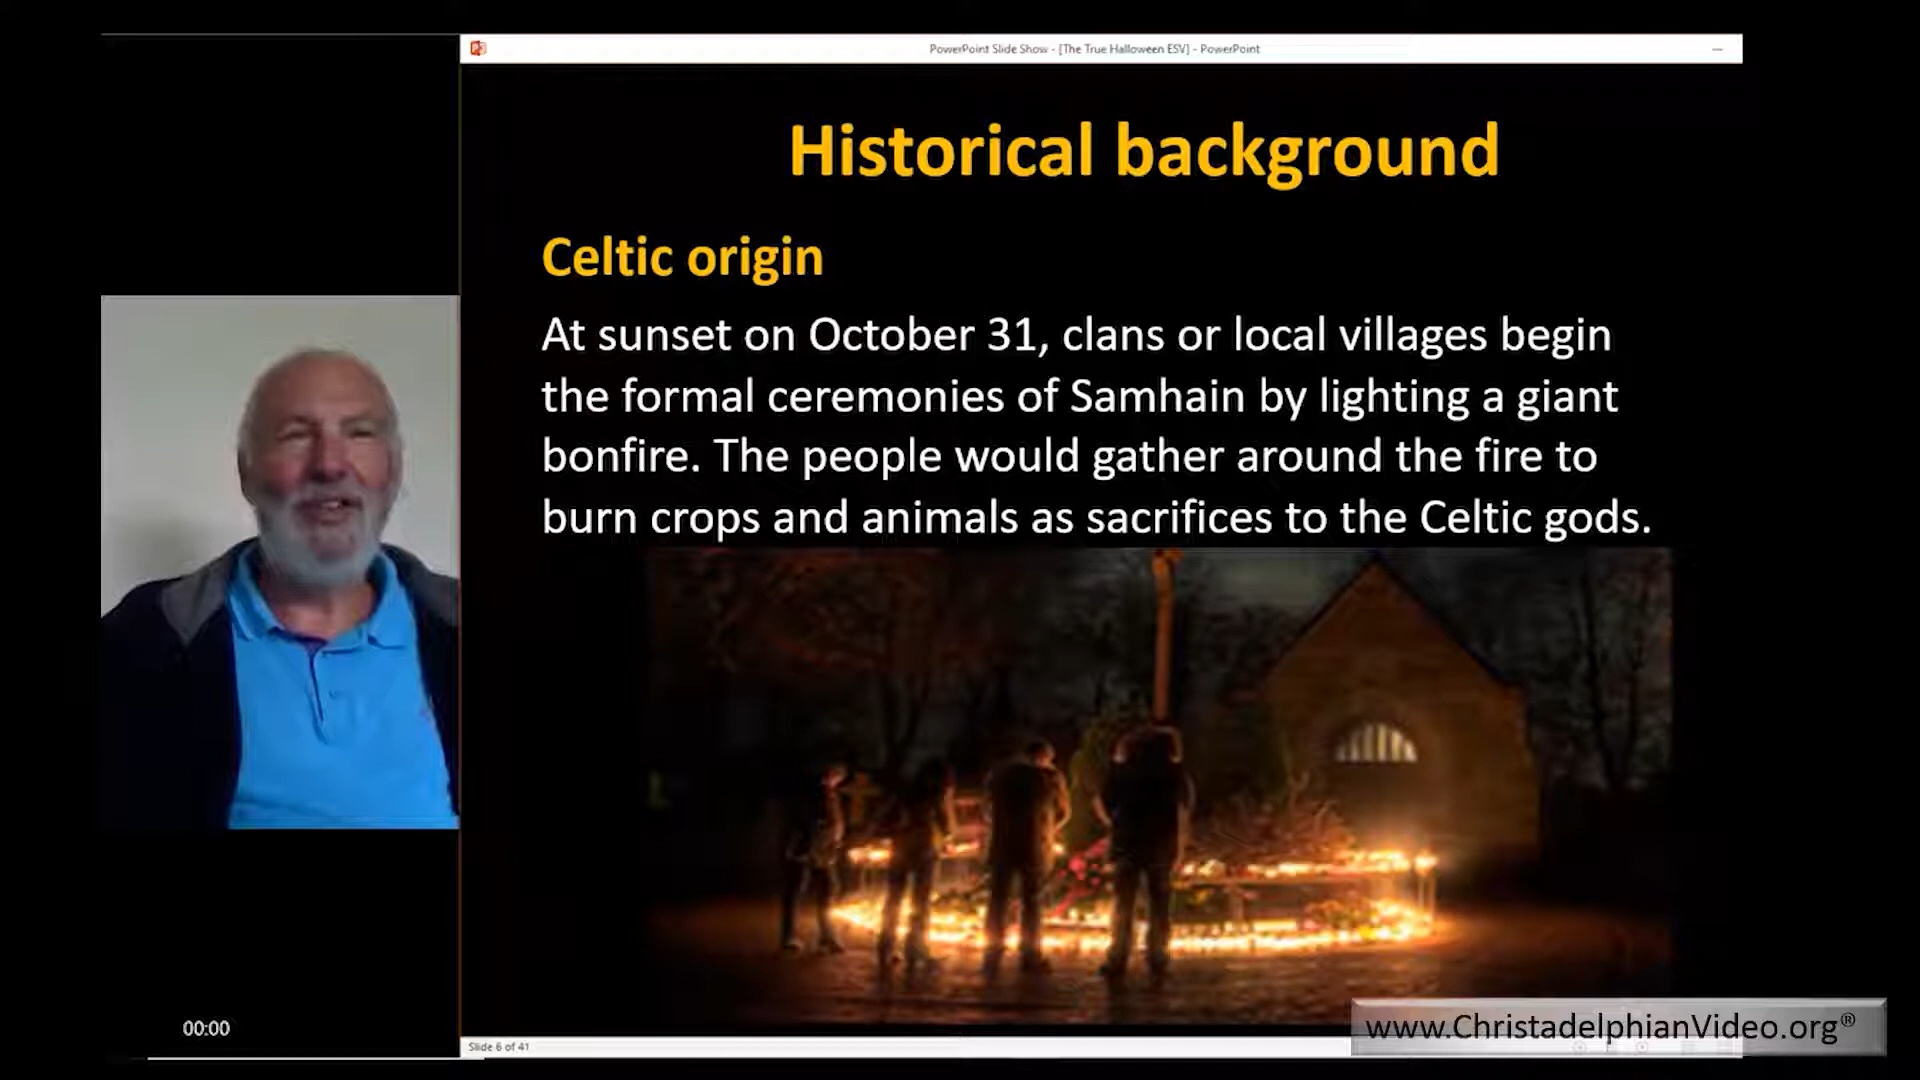 PowerPoint Slide Show - [The True Halloween ESV] - PowerPoint
Historical background
Celtic origin
At sunset on October 31, clans or local villages begin
the formal ceremonies of Samhain by lighting a giant
bonfire. The people would gather around the fire to
burn crops and animals as sacrifices to the Celtic gods.
00:00
www.ChristadelphianVideo.org®
Slide 6 of 41